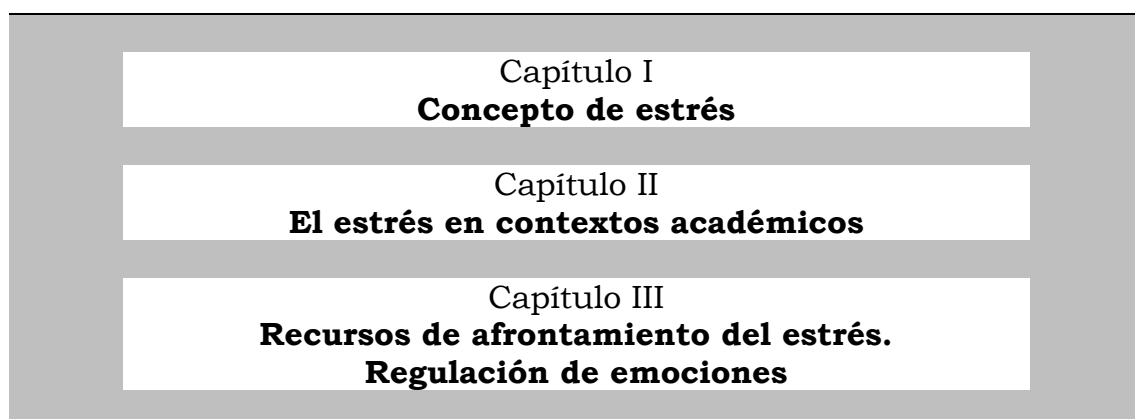 Capítulo I
Concepto de estrés
Capítulo II
El estrés en contextos académicos
Capítulo III
Recursos de afrontamiento del estrés.
Regulación de emociones